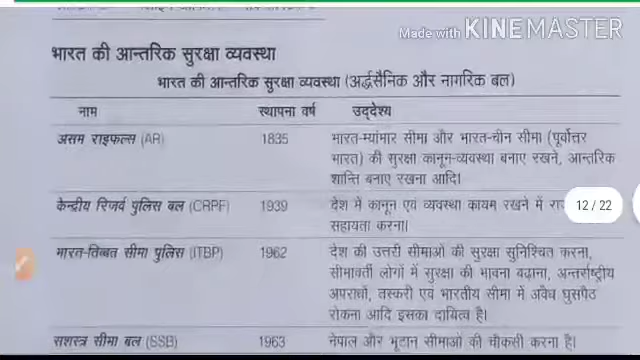 Made with KINEMASTER
भारत की आन्तरिक सुरक्षा व्यवस्था
भारत की आन्तरिक सुरक्षा व्यवस्था (अर्द्धसैनिक और नागरिक बल)
नाम स्थापना वर्ष उद्देश्य
असम राइफल्स (AR) 1835 भारत-म्यांमार सीमा और भारत-चीन सीमा (पूर्वोत्तर
भारत) की सुरक्षा कानून-व्यवस्था बनाए रखने, आन्तरिक
शान्ति बनाए रखना आदि।
केन्द्रीय रिजर्व पुलिस बल (CRPF) 1939 देश में कानून एवं व्यवस्था कायम रखने में
12 / 22
सहायता करना।
भारत-तिब्बत सीमा पुलिस (ITBP) 1962 देश की उत्तरी सीमाओं की सुरक्षा सुनिश्चित करना,
सीमावर्ती लोगों में सुरक्षा की भावना बढ़ाना, अन्तर्राष्ट्रीय
अपराधों, तस्करी एवं भारतीय सीमा में अवैध घुसपैठ
रोकना आदि इसका दायित्व है।
सशस्त्र सीमा बल (SSB) 1963 नेपाल और भूटान सीमाओं की चौकसी करना है।